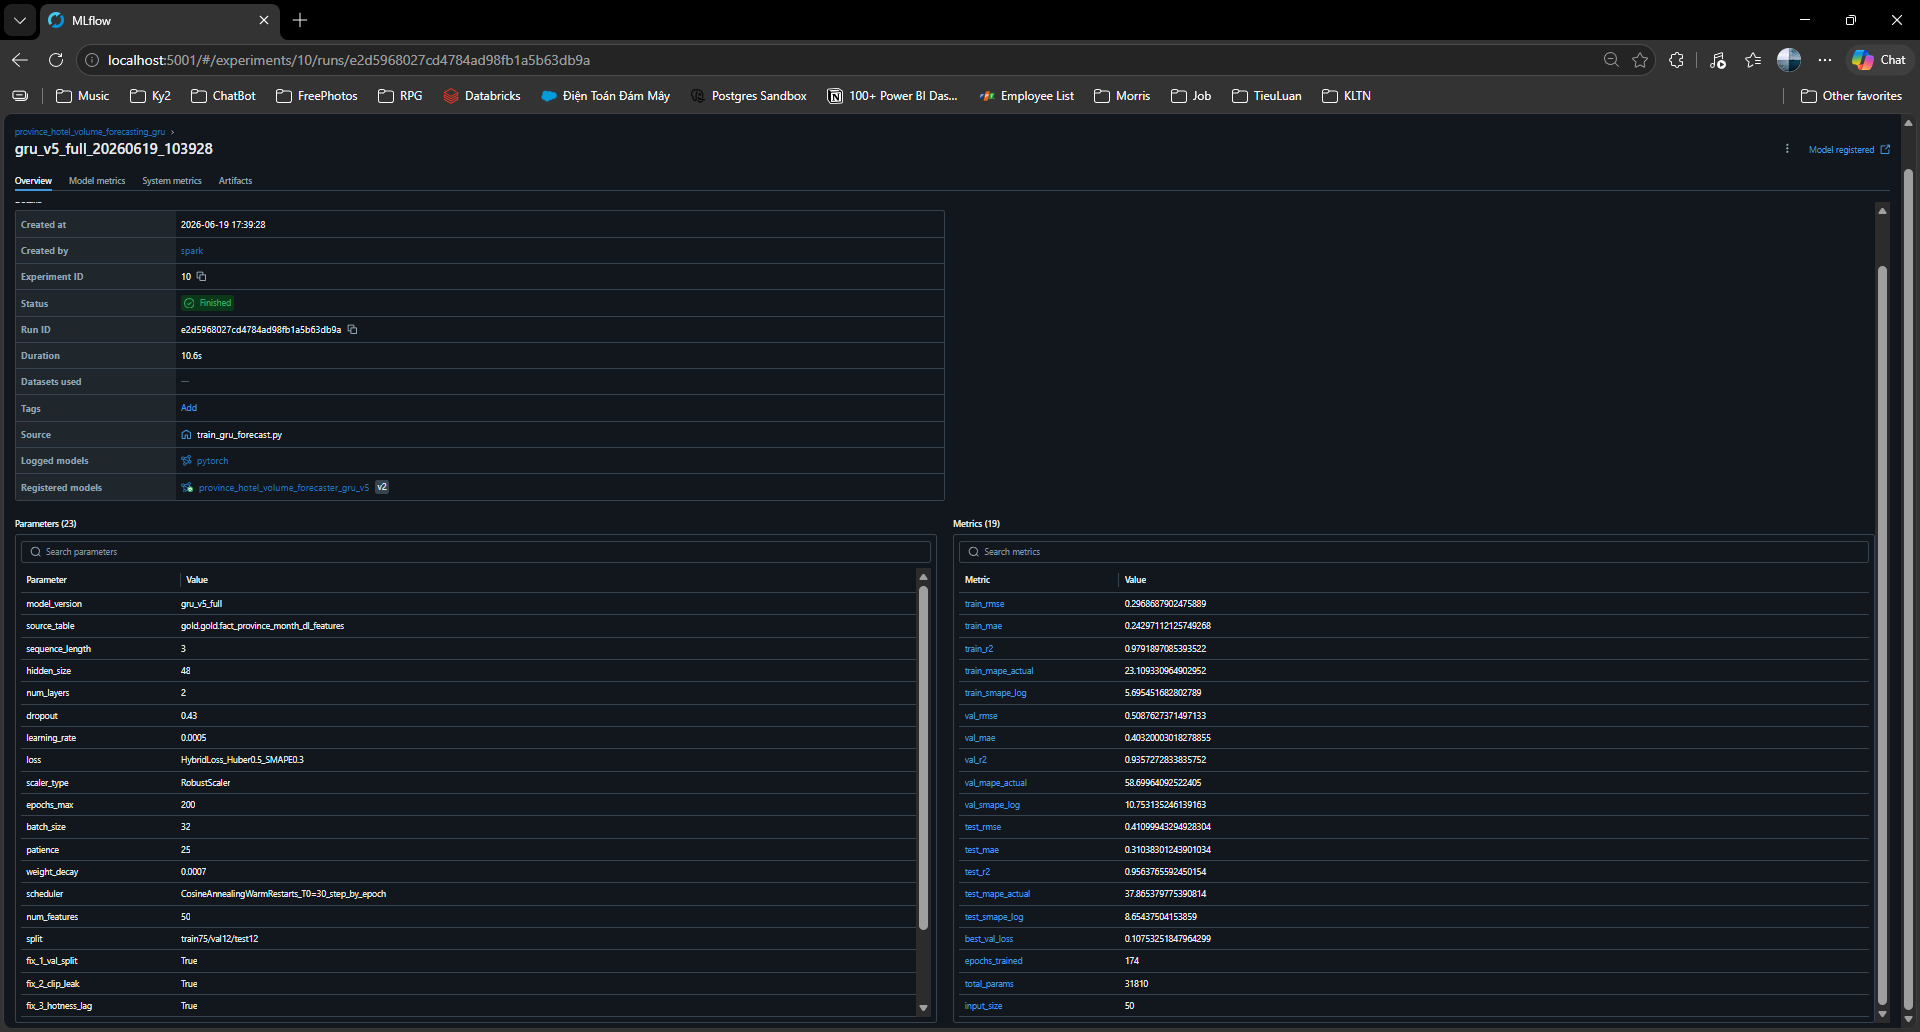 MLflow
localhost:5001/#/experiments/10/runs/e2d5968027cd4784ad98fb1a5b63db9a
Chat
Music Ky2 ChatBot FreePhotos RPG Databricks Điện Toán Đám Mây Postgres Sandbox 100+ Power BI Das... Employee List Morris Job TieuLuan KLTN Other favorites
province_hotel_volume_forecasting_gru
gru_v5_full_20260619_103928
Model registered
Overview Model metrics System metrics Artifacts
Created at 2026-06-19 17:39:28
Created by spark
Experiment ID 10
Status Finished
Run ID e2d5968027cd4784ad98fb1a5b63db9a
Duration 10.6s
Datasets used —
Tags Add
Source train_gru_forecast.py
Logged models pytorch
Registered models province_hotel_volume_forecaster_gru_v5 v2
Parameters (23)
Search parameters
Parameter Value
model_version gru_v5_full
source_table gold.gold.fact_province_month_dl_features
sequence_length 3
hidden_size 48
num_layers 2
dropout 0.43
learning_rate 0.0005
loss HybridLoss_Huber0.5_SMAPE0.3
scaler_type RobustScaler
epochs_max 200
batch_size 32
patience 25
weight_decay 0.0007
scheduler CosineAnnealingWarmRestarts_T0=30_step_by_epoch
num_features 50
split train75/val12/test12
fix_1_val_split True
fix_2_clip_leak True
fix_3_hotness_lag True
Metrics (19)
Search metrics
Metric Value
train_rmse 0.2968687902475889
train_mae 0.24297112125749268
train_r2 0.9791897085393522
train_mape_actual 23.109330964902952
train_smape_log 5.695451682802789
val_rmse 0.5087627371497133
val_mae 0.40320003018278855
val_r2 0.9357272833835752
val_mape_actual 58.69964092522405
val_smape_log 10.753135246139163
test_rmse 0.41099943294928304
test_mae 0.31038301243901034
test_r2 0.9563765592450154
test_mape_actual 37.865379775390814
test_smape_log 8.65437504153859
best_val_loss 0.10753251847964299
epochs_trained 174
total_params 31810
input_size 50